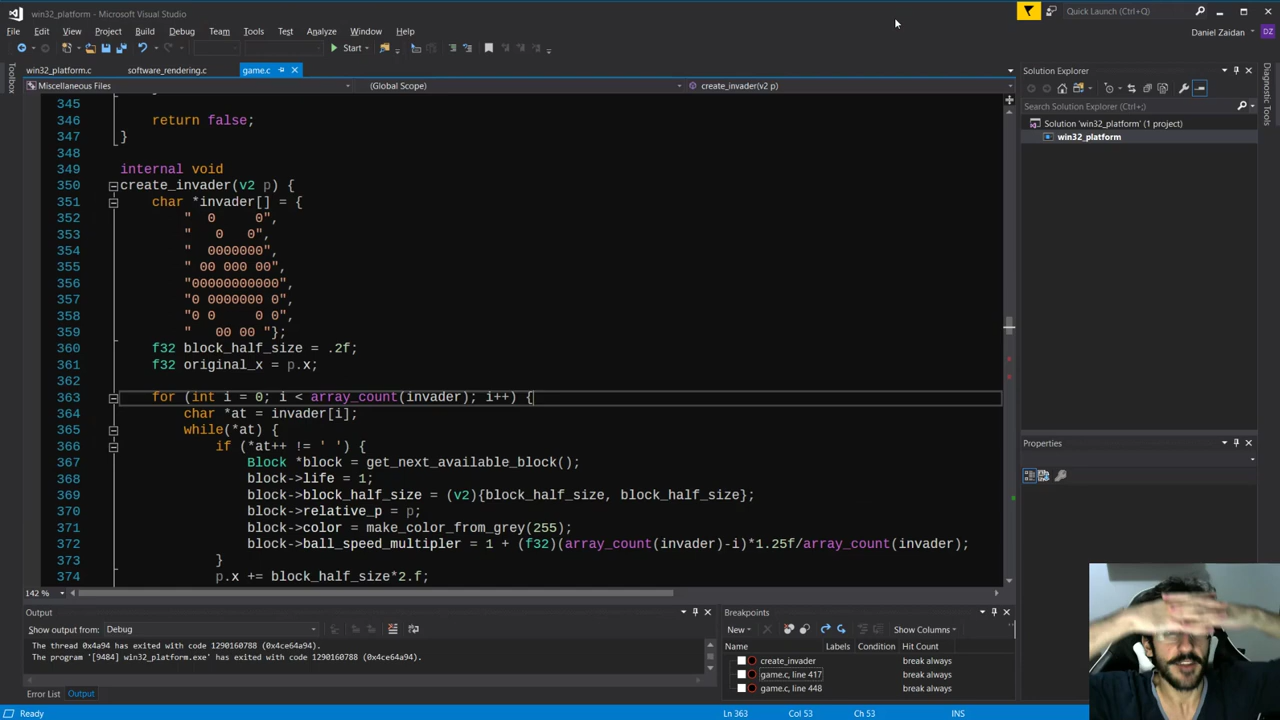 win32_platform - Microsoft Visual Studio
Quick Launch (Ctrl+Q)
File Edit View Project Build Debug Team Tools Test Analyze Window Help
Daniel Zaidan DZ
Start
win32_platform.c software_rendering.c game.c
Solution Explorer
Miscellaneous Files (Global Scope) create_invader(v2 p)
Toolbox
Diagnostic Tools
Search Solution Explorer (Ctrl+;)
Solution 'win32_platform' (1 project)
win32_platform
345
346 return false;
347 }
348
349 internal void
350 create_invader(v2 p) {
351 char *invader[] = {
352 "  0     0",
353 "   0   0",
354 "  0000000",
355 " 00 000 00",
356 "00000000000",
357 "0 0000000 0",
358 "0 0     0 0",
359 "   00 00 "};
360 f32 block_half_size = .2f;
361 f32 original_x = p.x;
362
363 for (int i = 0; i < array_count(invader); i++) {
364 char *at = invader[i];
365 while(*at) {
366 if (*at++ != ' ') {
367 Block *block = get_next_available_block();
368 block->life = 1;
369 block->block_half_size = (v2){block_half_size, block_half_size};
370 block->relative_p = p;
371 block->color = make_color_from_grey(255);
372 block->ball_speed_multipler = 1 + (f32)(array_count(invader)-i)*1.25f/array_count(invader);
373 }
374 p.x += block_half_size*2.f;
Properties
142 %
Output
Show output from: Debug
The thread 0x4a94 has exited with code 1290160788 (0x4ce64a94).
The program '[9484] win32_platform.exe' has exited with code 1290160788 (0x4ce64a94).
Error List Output
Breakpoints
New Show Columns
Name Labels Condition Hit Count
create_invader break always
game.c, line 417 break always
game.c, line 448 break always
Ready Ln 363 Col 53 Ch 53 INS